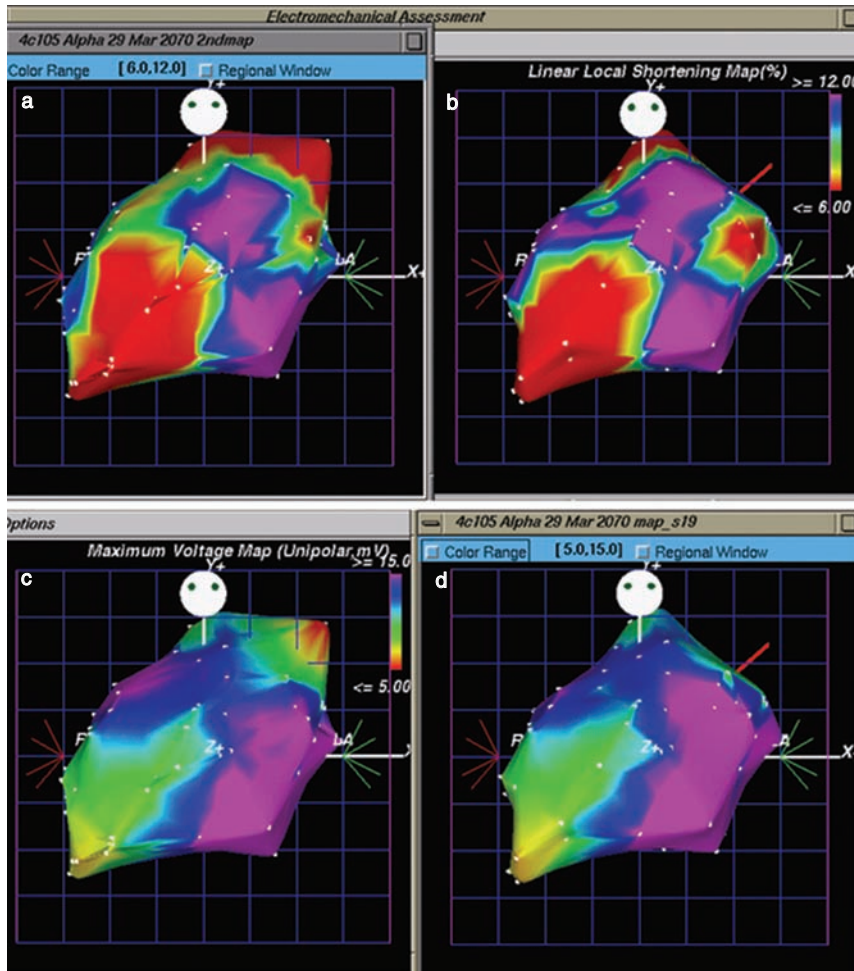 Electromechanical Assessment
4c105 Alpha 29 Mar 2070 2ndmap
Color Range [ 6.0,12.0] Regional Window
a
Y+
Z+
LA
X+
Linear Local Shortening Map(%)
>= 12.00
b
Y+
<= 6.00
R
Z+
X
Options
Maximum Voltage Map (Unipolar,mV)
>= 15.0
c
Y+
<= 5.00
Z+
LA
X
4c105 Alpha 29 Mar 2070 map_s19
Color Range [ 5.0,15.0] Regional Window
d
Y+
Z+
X